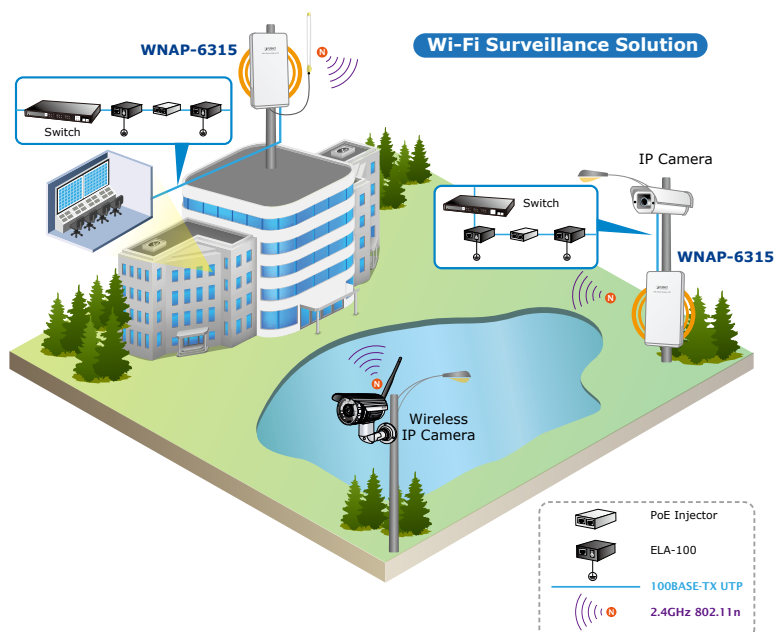 Wi-Fi Surveillance Solution
WNAP-6315
N
Switch
IP Camera
Switch
WNAP-6315
N
N
Wireless
IP Camera
PoE Injector
ELA-100
100BASE-TX UTP
N
2.4GHz 802.11n